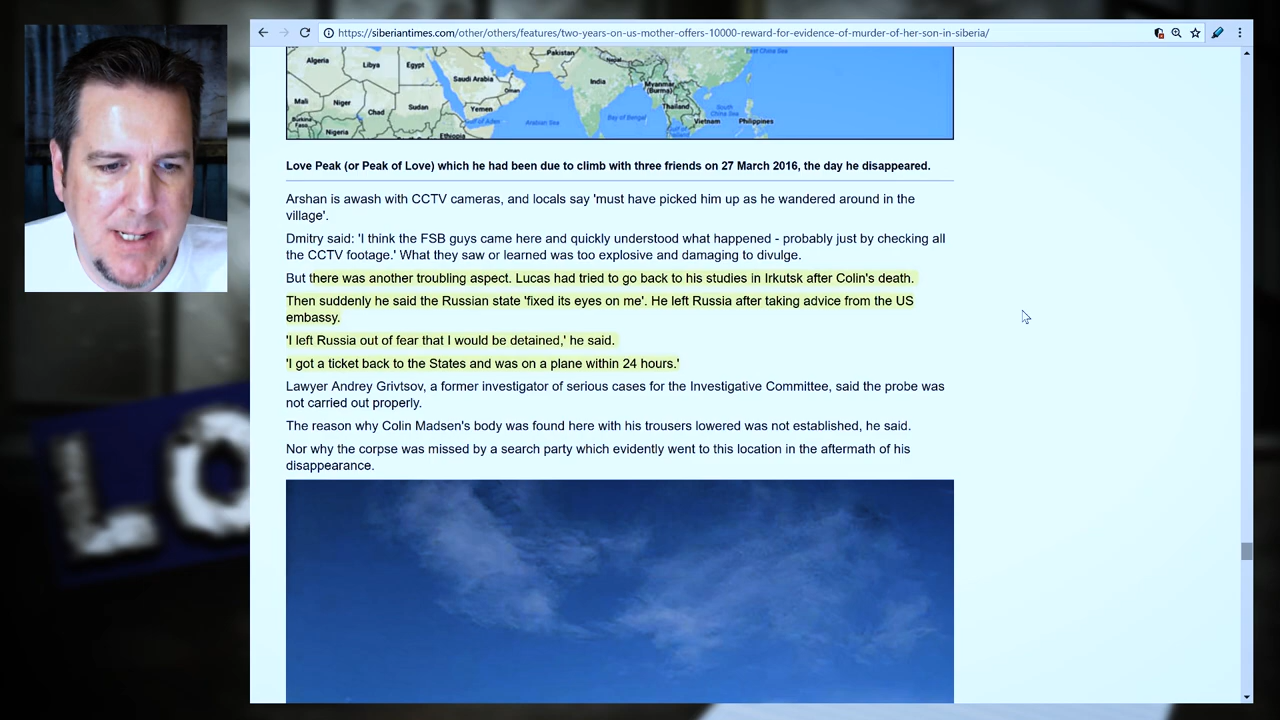 https://siberiantimes.com/other/others/features/two-years-on-us-mother-offers-10000-reward-for-evidence-of-murder-of-her-son-in-siberia/
East China Sea
Algeria
Libya
Egypt
Pakistan
Nepal
Saudi Arabia
India
Myanmar
(Burma)
Oman
Mali
Niger
Sudan
Yemen
Thailand
South
China Sea
Chad
Burkina
Faso
Gulf of Aden
Arabian Sea
Bay of Bengal
Vietnam
Philippines
Nigeria
Ethiopia
Gulf of
Love Peak (or Peak of Love) which he had been due to climb with three friends on 27 March 2016, the day he disappeared.
Arshan is awash with CCTV cameras, and locals say 'must have picked him up as he wandered around in the
village'.
Dmitry said: 'I think the FSB guys came here and quickly understood what happened - probably just by checking all
the CCTV footage.' What they saw or learned was too explosive and damaging to divulge.
But there was another troubling aspect. Lucas had tried to go back to his studies in Irkutsk after Colin's death.
Then suddenly he said the Russian state 'fixed its eyes on me'. He left Russia after taking advice from the US
embassy.
'I left Russia out of fear that I would be detained,' he said.
'I got a ticket back to the States and was on a plane within 24 hours.'
Lawyer Andrey Grivtsov, a former investigator of serious cases for the Investigative Committee, said the probe was
not carried out properly.
The reason why Colin Madsen's body was found here with his trousers lowered was not established, he said.
Nor why the corpse was missed by a search party which evidently went to this location in the aftermath of his
disappearance.
LO